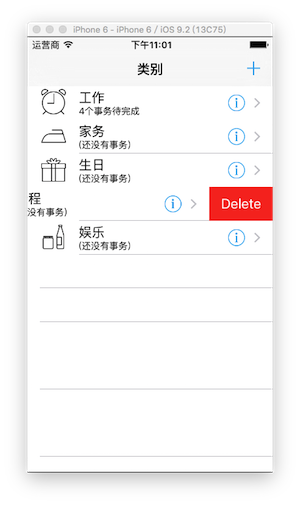 iPhone 6 - iPhone 6 / iOS 9.2 (13C75)
运营商 下午11:01
类别 +
工作
4个事务待完成
家务
(还没有事务)
生日
(还没有事务)
程
没有事务)
Delete
娱乐
(还没有事务)